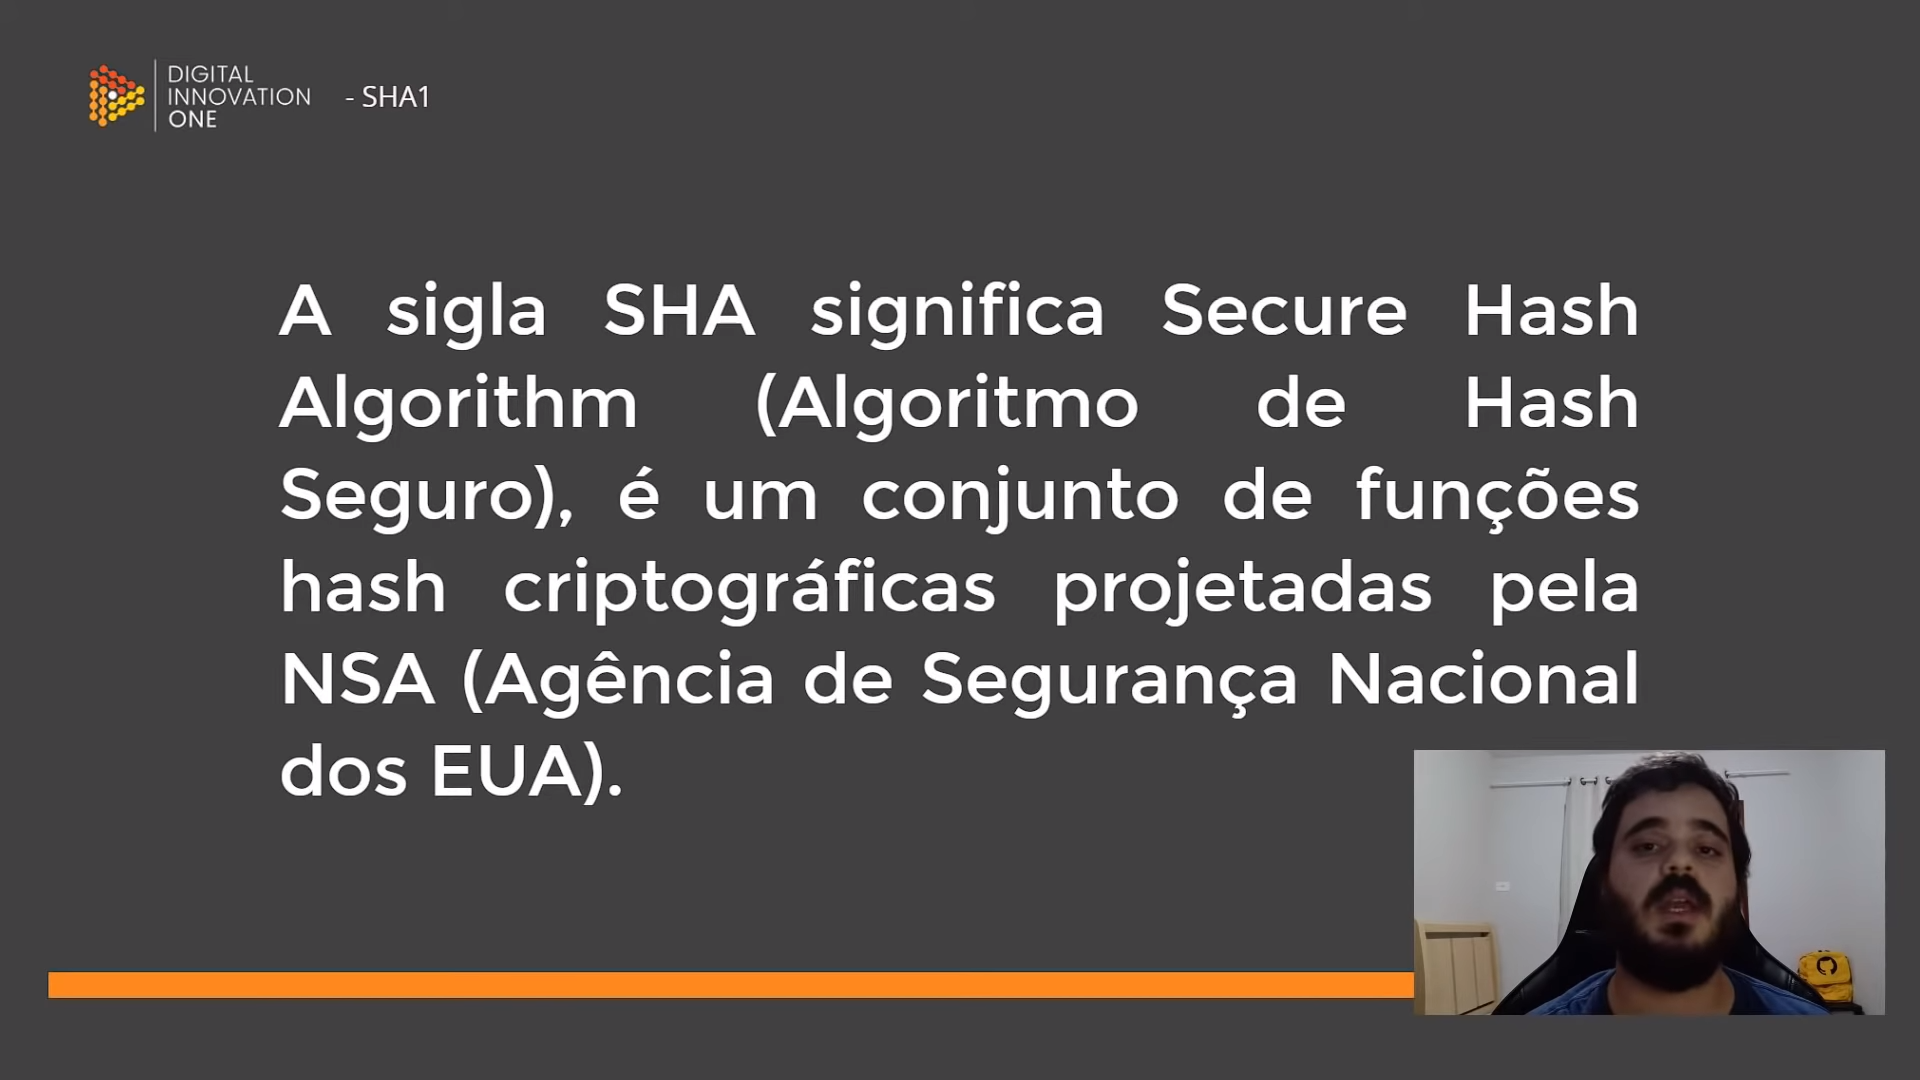 DIGITAL
INNOVATION
ONE
- SHA1
A sigla SHA significa Secure Hash
Algorithm (Algoritmo de Hash
Seguro), é um conjunto de funções
hash criptográficas projetadas pela
NSA (Agência de Segurança Nacional
dos EUA).